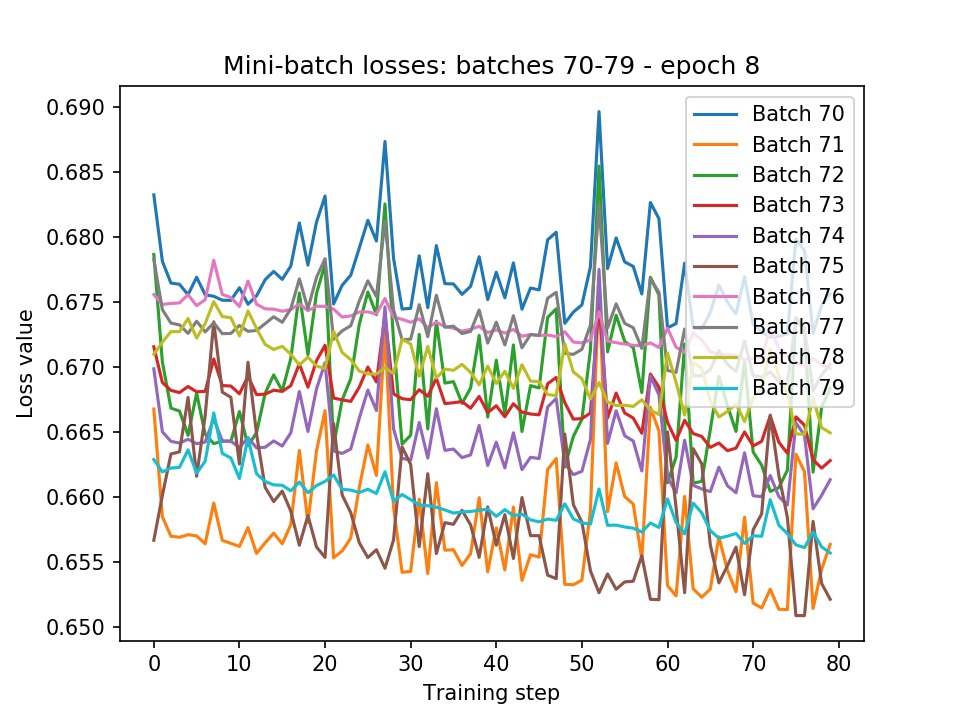 Mini-batch losses: batches 70-79 - epoch 8
Loss value
0.690
0.685
0.680
0.675
0.670
0.665
0.660
0.655
0.650
Batch 70
Batch 71
Batch 72
Batch 73
Batch 74
Batch 75
Batch 76
Batch 77
Batch 78
Batch 79
0 10 20 30 40 50 60 70 80
Training step